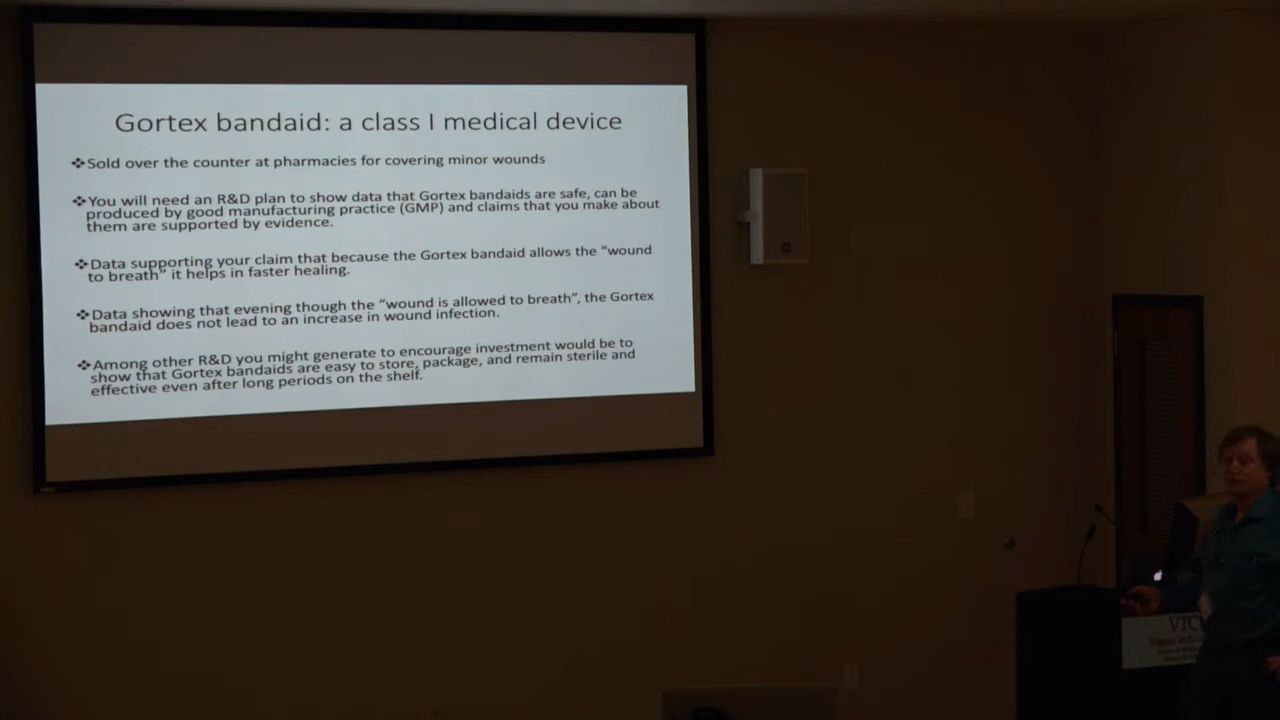 Gortex bandaid: a class I medical device
❖Sold over the counter at pharmacies for covering minor wounds
❖You will need an R&D plan to show data that Gortex bandaids are safe, can be
produced by good manufacturing practice (GMP) and claims that you make about
them are supported by evidence.
❖Data supporting your claim that because the Gortex bandaid allows the "wound
to breath" it helps in faster healing.
❖Data showing that evening though the "wound is allowed to breath", the Gortex
bandaid does not lead to an increase in wound infection.
❖Among other R&D you might generate to encourage investment would be to
show that Gortex bandaids are easy to store, package, and remain sterile and
effective even after long periods on the shelf.
VTC